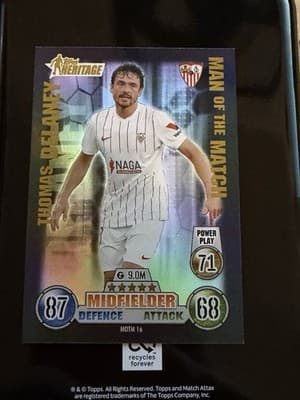 Topps
HERITAGE
MAN OF THE MATCH
THOMAS DELANEY
NAGA
POWER
PLAY
71
G 9.0M
87
MIDFIELDER
68
DEFENCE ATTACK
MOTM 16
recycles
forever
& © Topps. All Rights Reserved. Topps and Match Attax
are registered trademarks of The Topps Company, Inc.